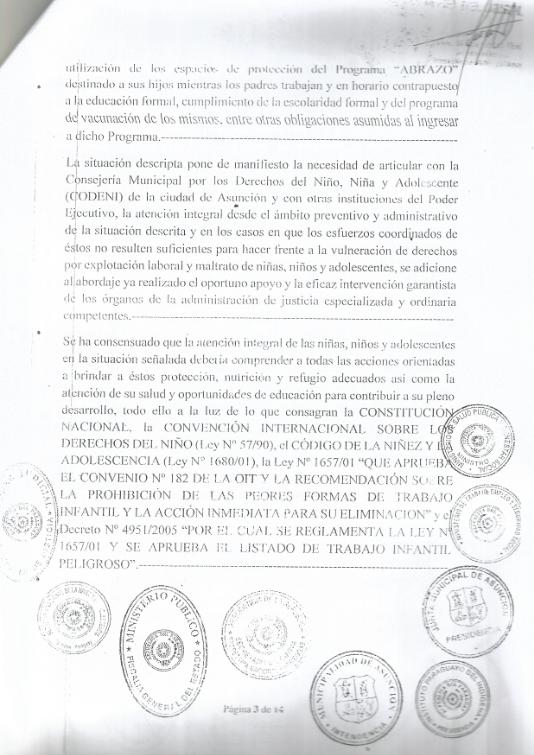 utilización de los espacios de protección del Programa “ABRAZO”
destinado a sus hijos mientras los padres trabajan y en horario contrapuesto
a la educación formal, cumplimiento de la escolaridad formal y del programa
de vacunación de los mismos, entre otras obligaciones asumidas al ingresar
a dicho Programa.-
La situación descripta pone de manifiesto la necesidad de articular con la
Consejería Municipal por los Derechos del Niño, Niña y Adolescente
(CODENI) de la ciudad de Asunción y con otras instituciones del Poder
Ejecutivo, la atención integral desde el ámbito preventivo y administrativo
de la situación descrita y en los casos en que los esfuerzos coordinados de
éstos no resulten suficientes para hacer frente a la vulneración de derechos
por explotación laboral y maltrato de niñas, niños y adolescentes, se adicione
al abordaje ya realizado el oportuno apoyo y la eficaz intervención garantista
de los órganos de la administración de justicia especializada y ordinaria
competentes.-
Se ha consensuado que la atención integral de las niñas, niños y adolescentes
en la situación señalada debería comprender a todas las acciones orientadas
a brindar a éstos protección, nutrición y refugio adecuados así como la
atención de su salud y oportunidades de educación para contribuir a su pleno
desarrollo, todo ello a la luz de lo que consagran la CONSTITUCIÓN
NACIONAL, la CONVENCIÓN INTERNACIONAL SOBRE LOS
DERECHOS DEL NIÑO (Ley N° 57/90), el CÓDIGO DE LA NIÑEZ Y L
ADOLESCENCIA (Ley N° 1680/01), la Ley N° 1657/01 “QUE APRUEBA
EL CONVENIO N° 182 DE LA OIT Y LA RECOMENDACIÓN SOBRE
LA PROHIBICIÓN DE LAS PEORES FORMAS DE TRABAJO
INFANTIL Y LA ACCIÓN INMEDIATA PARA SU ELIMINACION” y el
Decreto N° 4951/2005 “POR EL CUAL SE REGLAMENTA LA LEY N°
1657/01 Y SE APRUEBA EL LISTADO DE TRABAJO INFANTIL
PELIGROSO”.-
MINISTERIO PUBLICO
FISCALIA GENERAL DEL ESTADO
JUNTA MUNICIPAL DE ASUNCION
PRESIDENCIA
MUNICIPALIDAD DE ASUNCION
INTENDENCIA
INSTITUTO PARAGUAYO DEL INDIGENA
Página 3 de 14